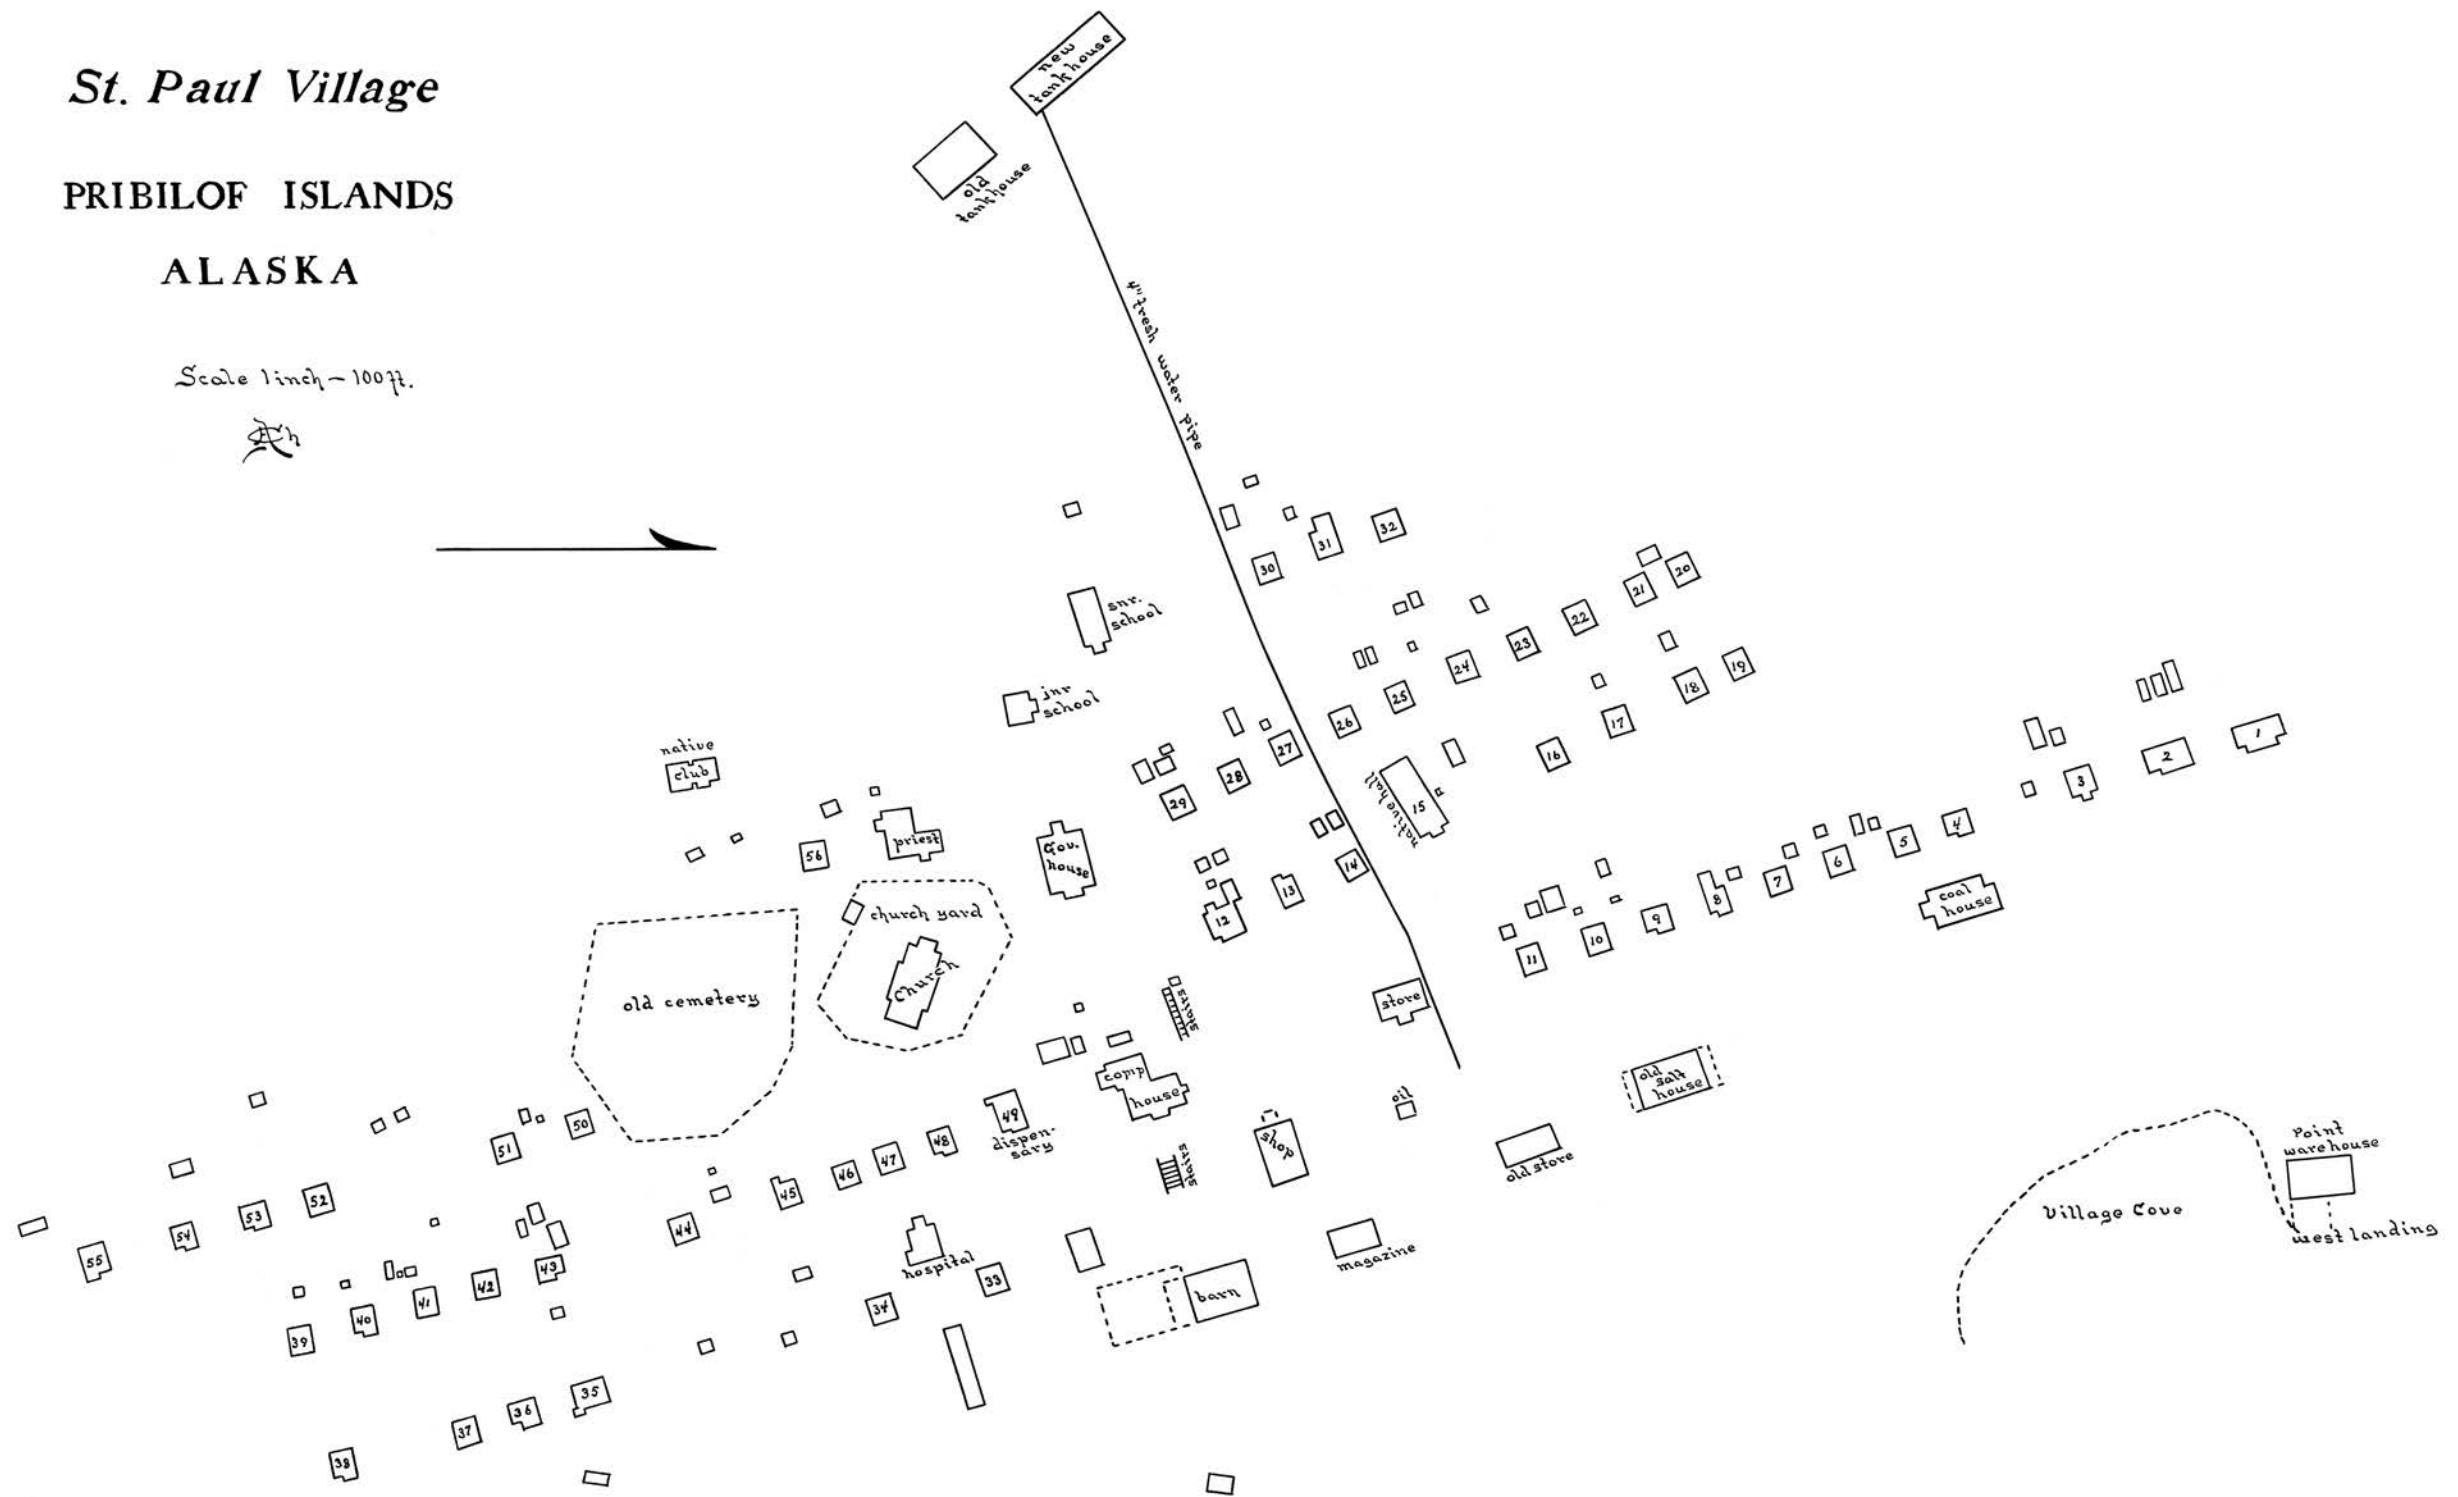 St. Paul Village
PRIBILOF ISLANDS
ALASKA
Scale 1 inch – 100 ft.
new
tankhouse
old
tankhouse
4" fresh water pipe
32
31
30
snr.
school
20
21
22
23
24
25
26
27
28
29
19
18
17
16
jnr
school
native
club
15
native hall
1
2
3
4
5
6
7
8
9
10
11
coal
house
56
priest
Gov.
house
12
13
14
church yard
Church
old cemetery
stairs
store
comp
house
oil
old
salt
house
old store
shop
stairs
49
dispen-
sary
48
47
46
45
44
50
51
52
53
54
55
Point
warehouse
Village Cove
west landing
magazine
barn
hospital
33
34
43
42
41
40
39
35
36
37
38